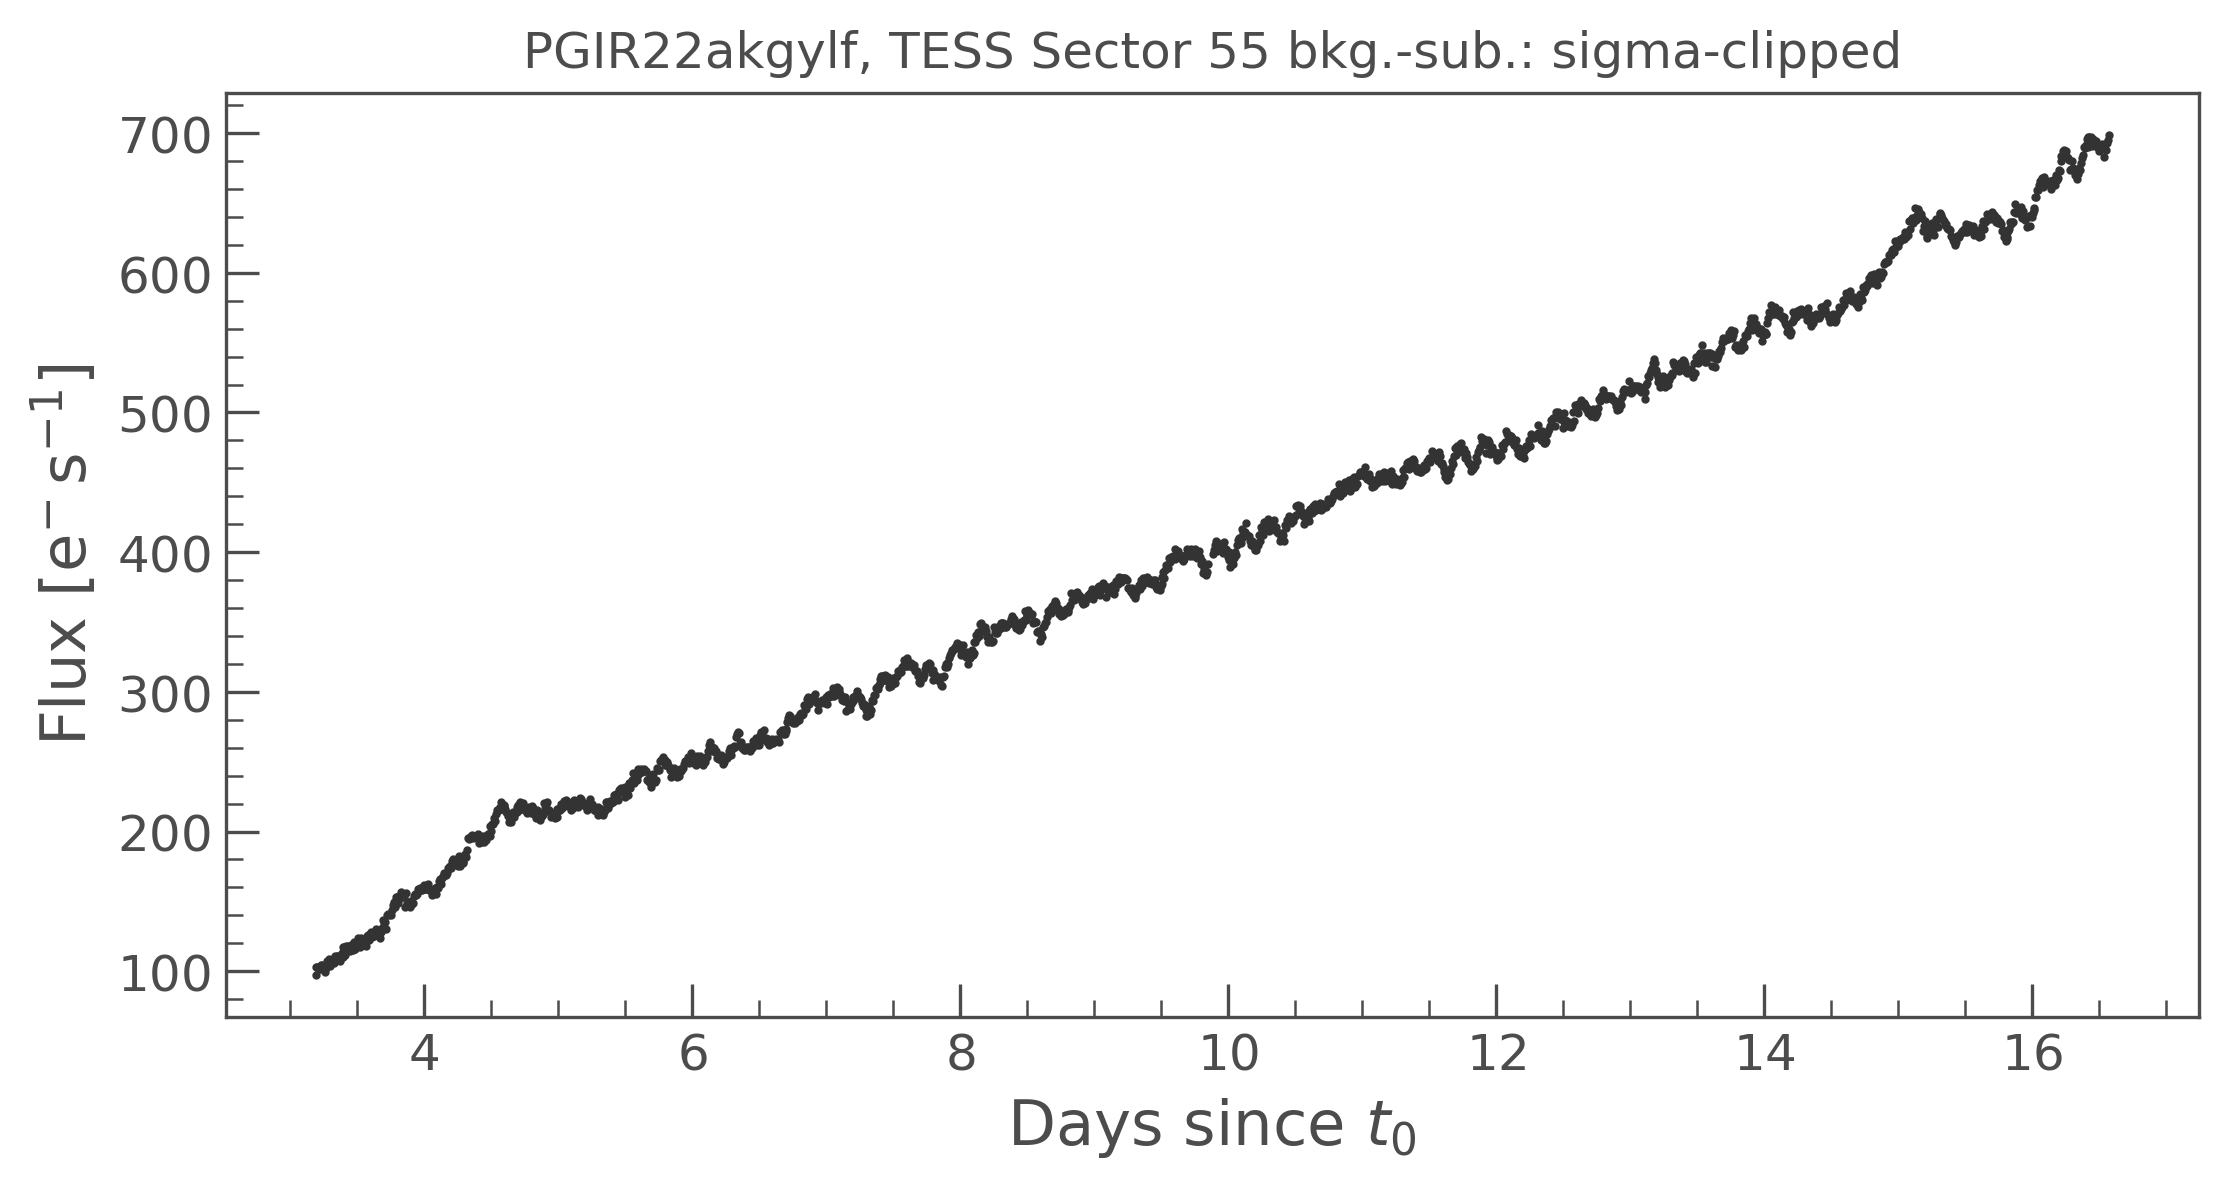 PGIR22akgylf, TESS Sector 55 bkg.-sub.: sigma-clipped
Flux [e⁻ s⁻¹]
700
600
500
400
300
200
100
4 6 8 10 12 14 16
Days since t₀